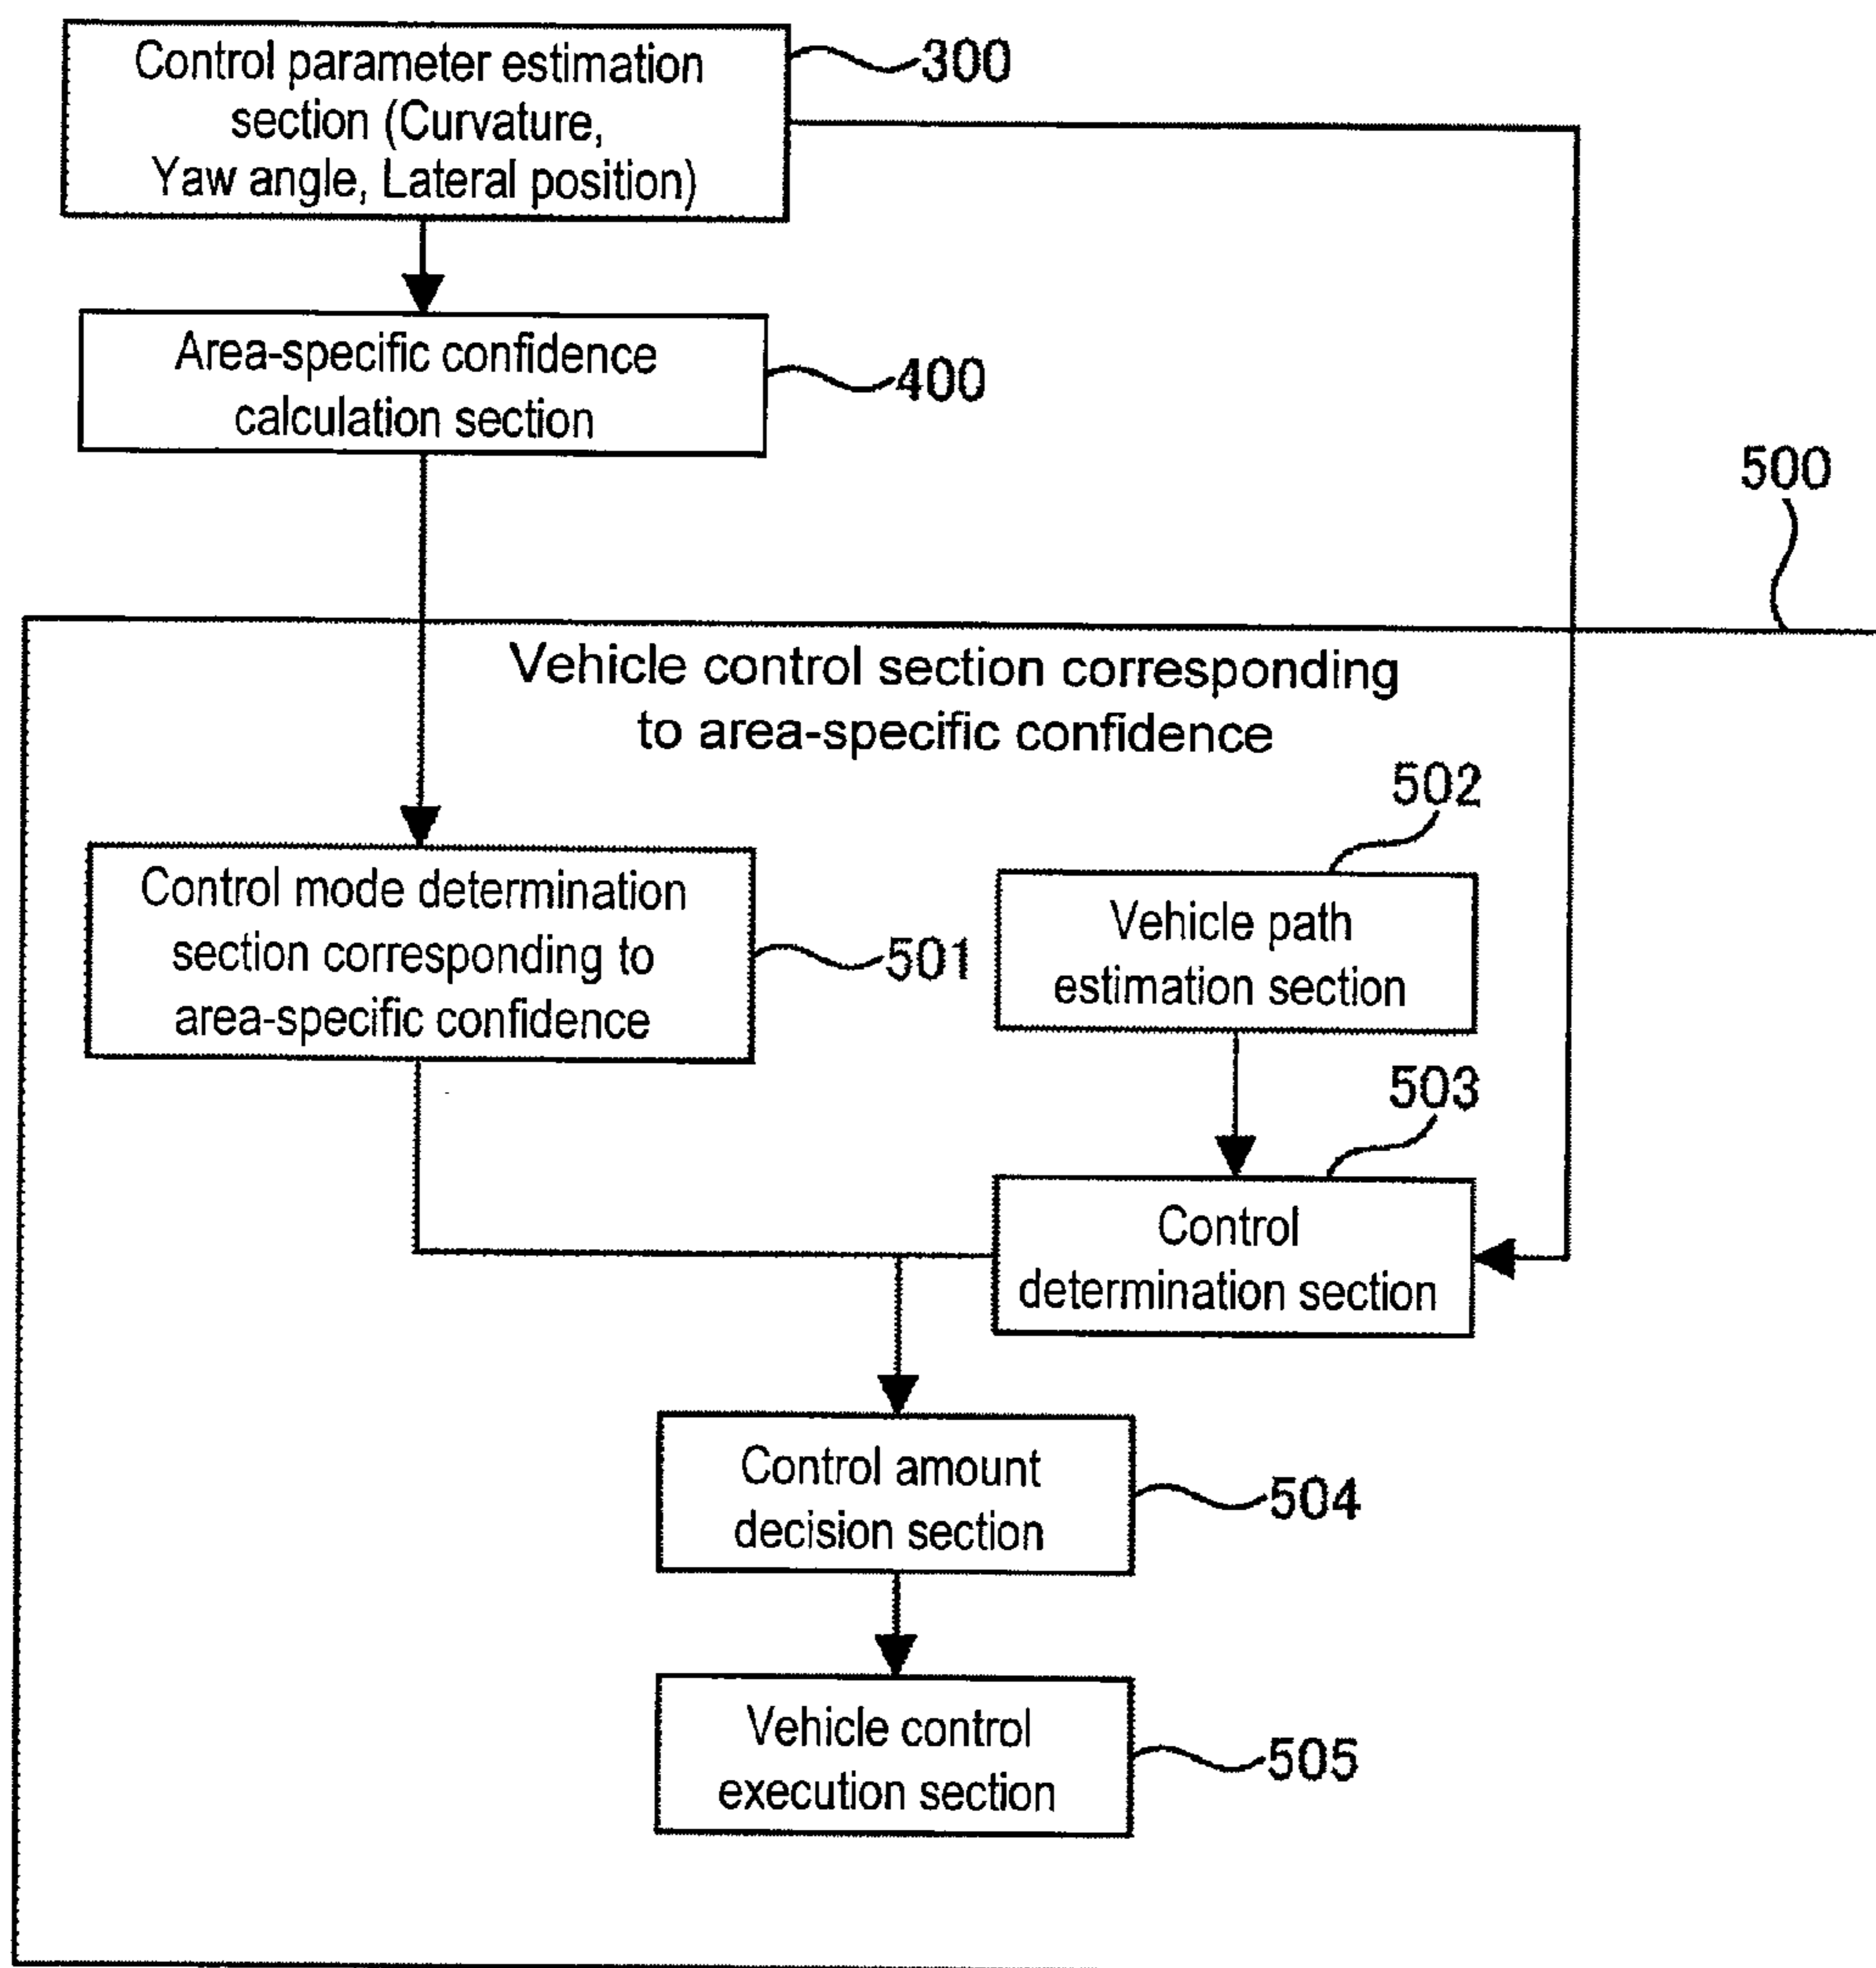 Control parameter estimation
section (Curvature,
Yaw angle, Lateral position)
300
Area-specific confidence
calculation section
400
500
Vehicle control section corresponding
to area-specific confidence
502
Control mode determination
section corresponding to
area-specific confidence
501
Vehicle path
estimation section
503
Control
determination section
Control amount
decision section
504
Vehicle control
execution section
505